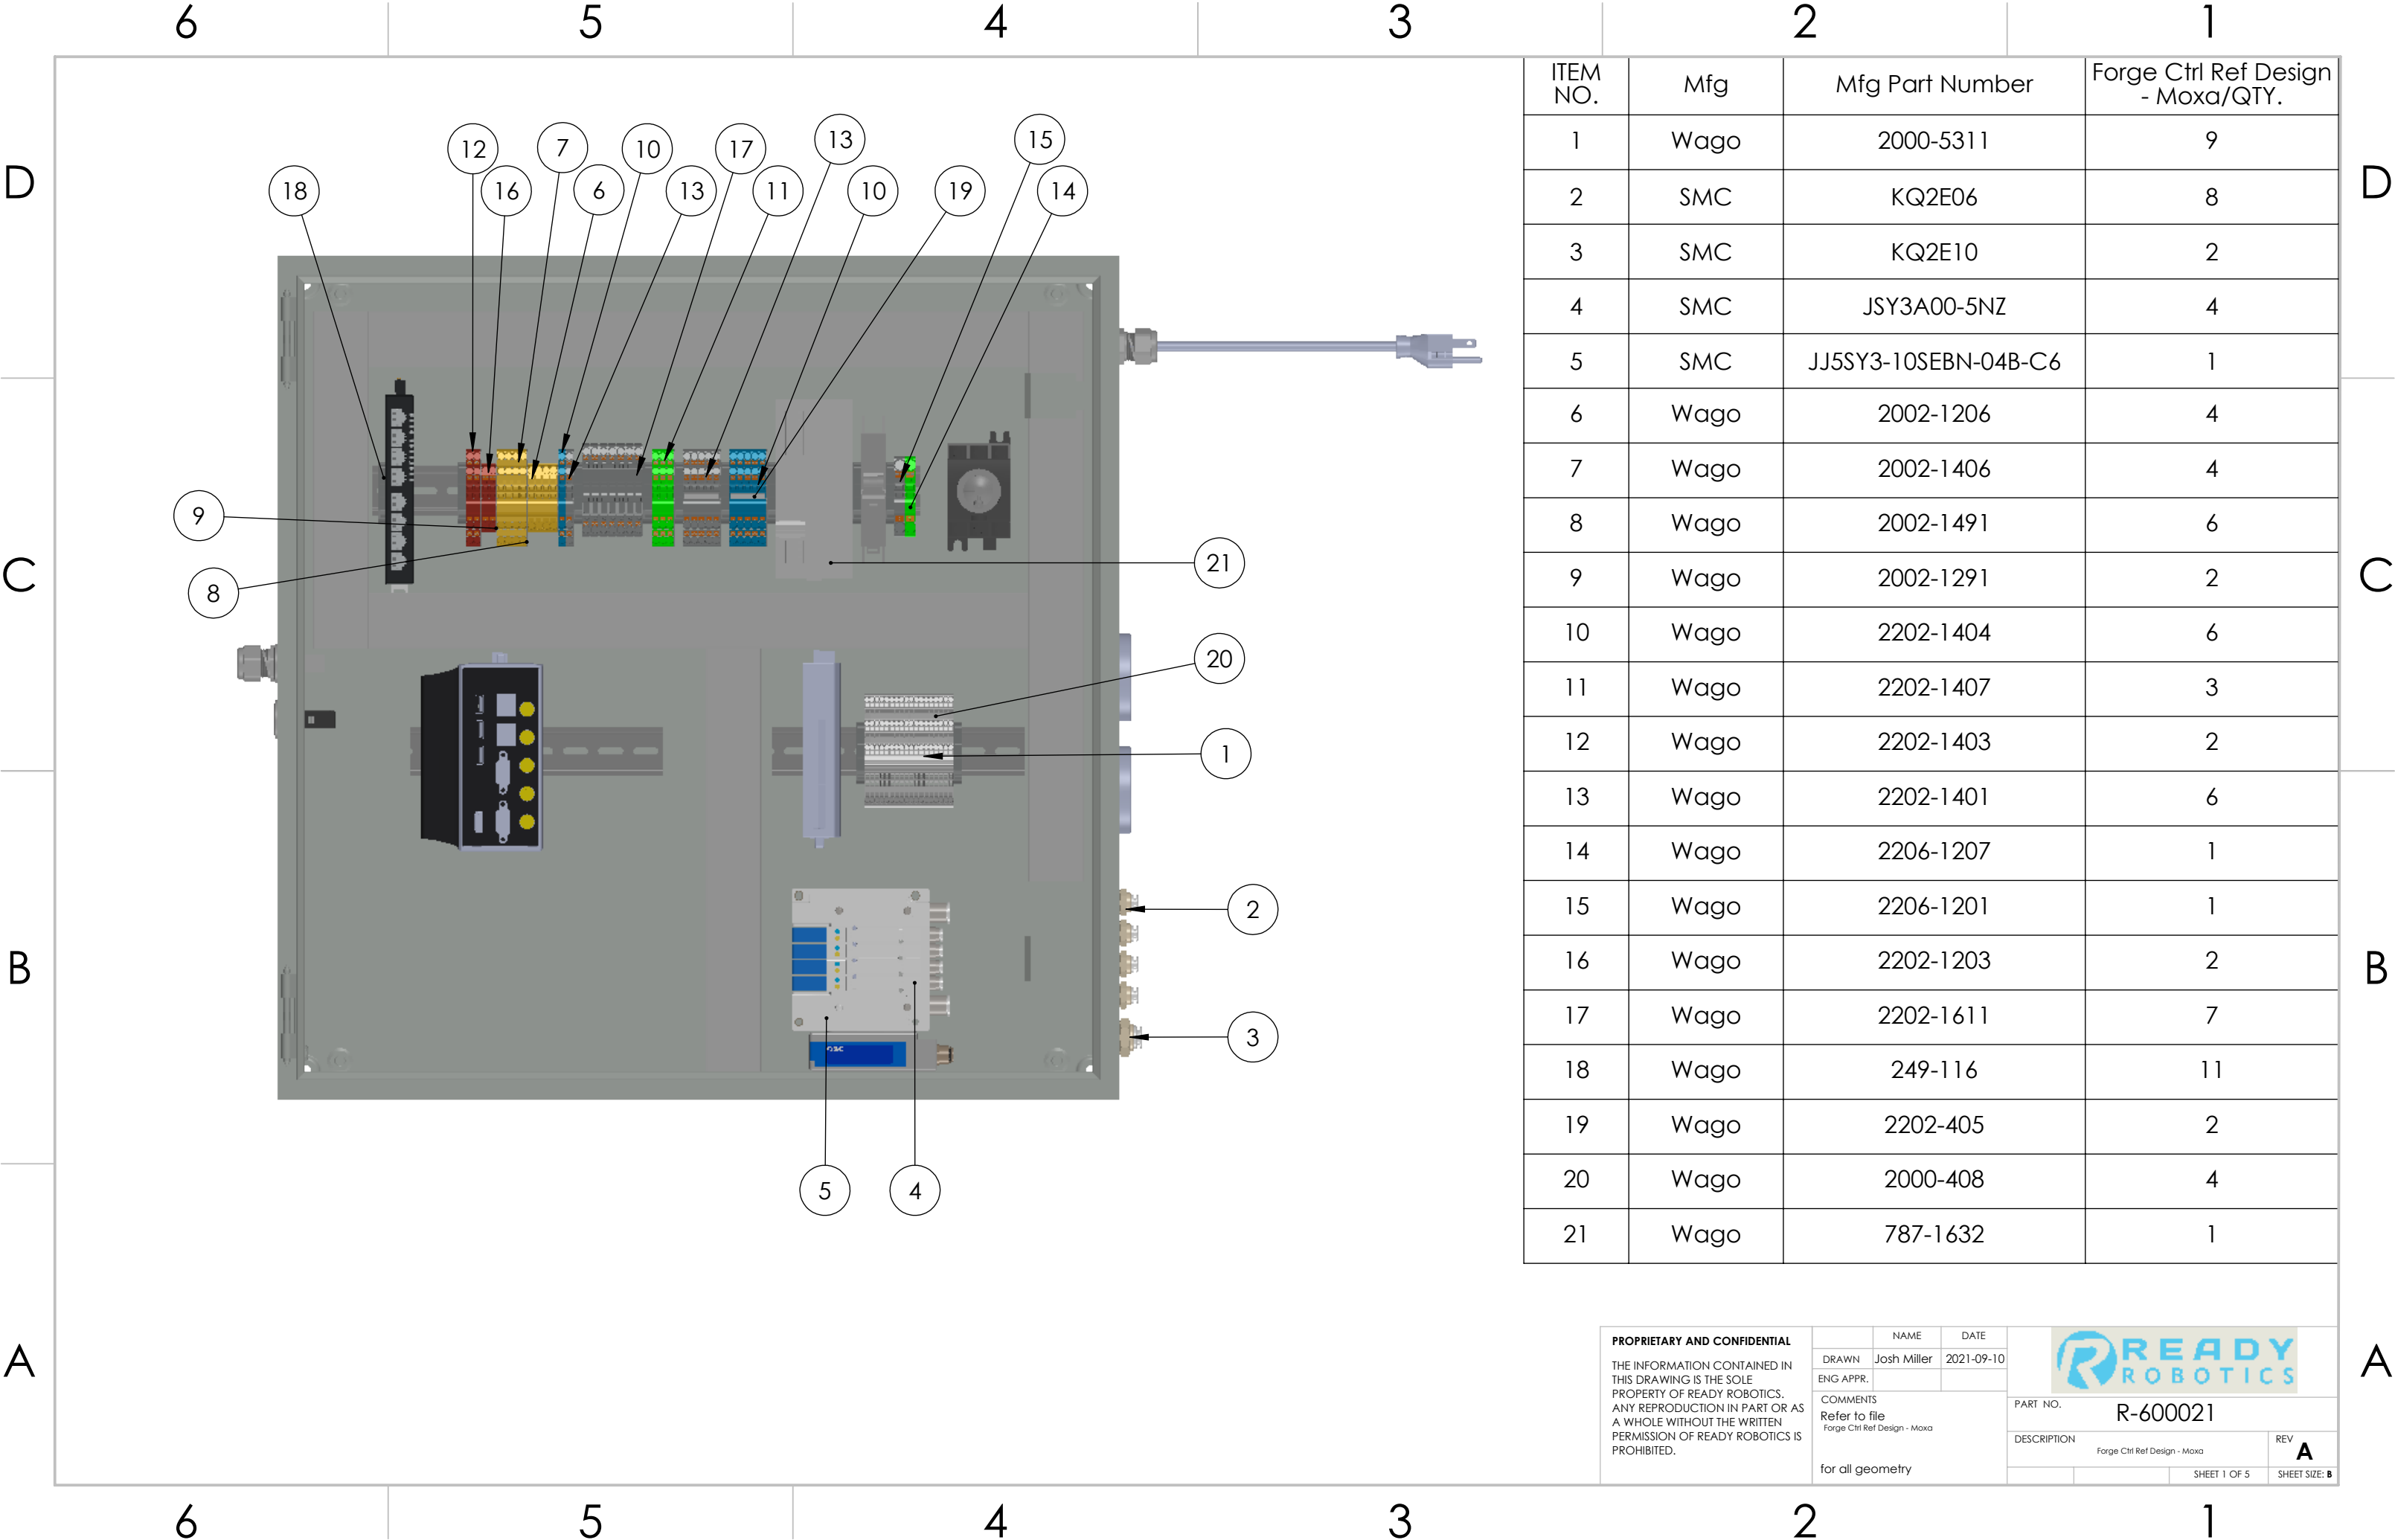 6 5 4 3 2 1
D D
C C
B B
A A
6 5 4 3 2 1
12 7 10 17 13 15
18 16 6 13 11 10 19 14
9
8
21
20
1
2
3
5 4
ITEM NO. Mfg Mfg Part Number Forge Ctrl Ref Design - Moxa/QTY.
1 Wago 2000-5311 9
2 SMC KQ2E06 8
3 SMC KQ2E10 2
4 SMC JSY3A00-5NZ 4
5 SMC JJ5SY3-10SEBN-04B-C6 1
6 Wago 2002-1206 4
7 Wago 2002-1406 4
8 Wago 2002-1491 6
9 Wago 2002-1291 2
10 Wago 2202-1404 6
11 Wago 2202-1407 3
12 Wago 2202-1403 2
13 Wago 2202-1401 6
14 Wago 2206-1207 1
15 Wago 2206-1201 1
16 Wago 2202-1203 2
17 Wago 2202-1611 7
18 Wago 249-116 11
19 Wago 2202-405 2
20 Wago 2000-408 4
21 Wago 787-1632 1
PROPRIETARY AND CONFIDENTIAL
THE INFORMATION CONTAINED IN
THIS DRAWING IS THE SOLE
PROPERTY OF READY ROBOTICS.
ANY REPRODUCTION IN PART OR AS
A WHOLE WITHOUT THE WRITTEN
PERMISSION OF READY ROBOTICS IS
PROHIBITED.
NAME DATE
DRAWN Josh Miller 2021-09-10
ENG APPR.
COMMENTS
Refer to file
Forge Ctrl Ref Design - Moxa
for all geometry
READY
ROBOTICS
PART NO. R-600021
DESCRIPTION
Forge Ctrl Ref Design - Moxa
REV
A
SHEET 1 OF 5
SHEET SIZE: B